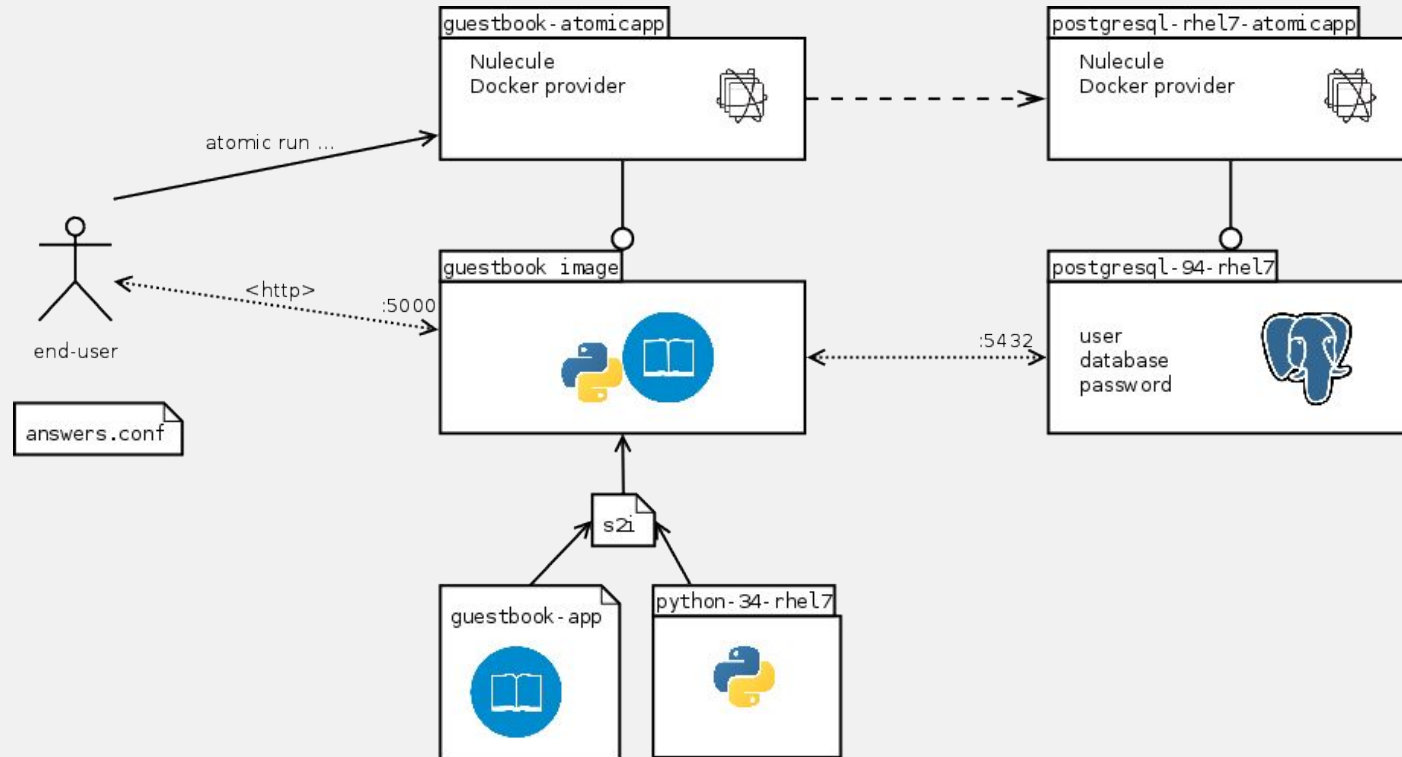 guestbook-atomicapp
Nulecule
Docker provider
postgresql-rhel7-atomicapp
Nulecule
Docker provider
atomic run ...
end-user
<http>
:5000
guestbook image
:5432
postgresql-94-rhel7
user
database
password
answers.conf
s2i
guestbook-app
python-34-rhel7